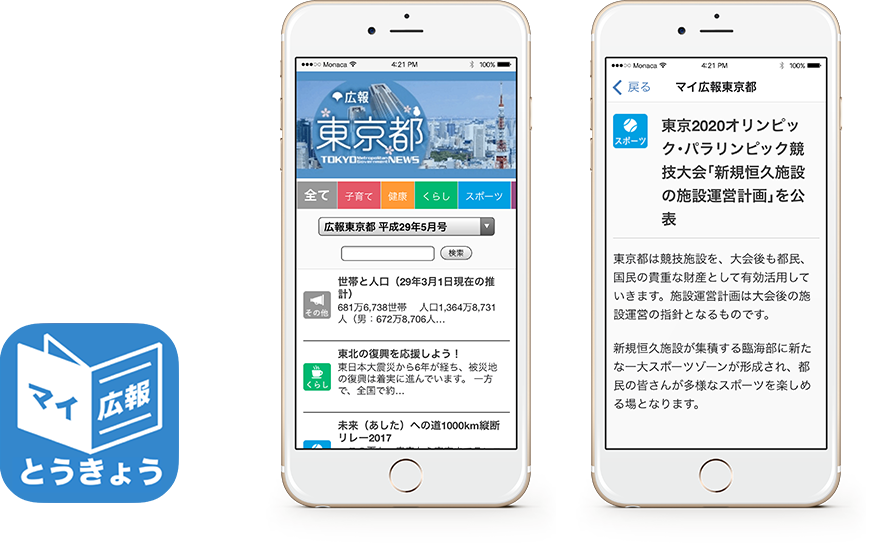 マイ
広報
とうきょう
Monaca
4:21 PM
100%
広報
東京都
TOKYO Metropolitan Government NEWS
全て
子育て
健康
くらし
スポーツ
広報東京都 平成29年5月号
検索
世帯と人口（29年3月1日現在の推
計）
681万6,738世帯　人口1,364万8,731
人（男：672万8,706人...
その他
東北の復興を応援しよう！
東日本大震災から6年が経ち、被災地
の復興は着実に進んでいます。 一方
で、全国で約...
くらし
未来（あした）への道1000km縦断
リレー2017
Monaca
4:21 PM
100%
戻る
マイ広報東京都
スポーツ
東京2020オリンピッ
ク・パラリンピック競
技大会「新規恒久施設
の施設運営計画」を公
表
東京都は競技施設を、大会後も都民、
国民の貴重な財産として有効活用して
いきます。施設運営計画は大会後の施
設運営の指針となるものです。
新規恒久施設が集積する臨海部に新た
な一大スポーツゾーンが形成され、都
民の皆さんが多様なスポーツを楽しめ
る場となります。